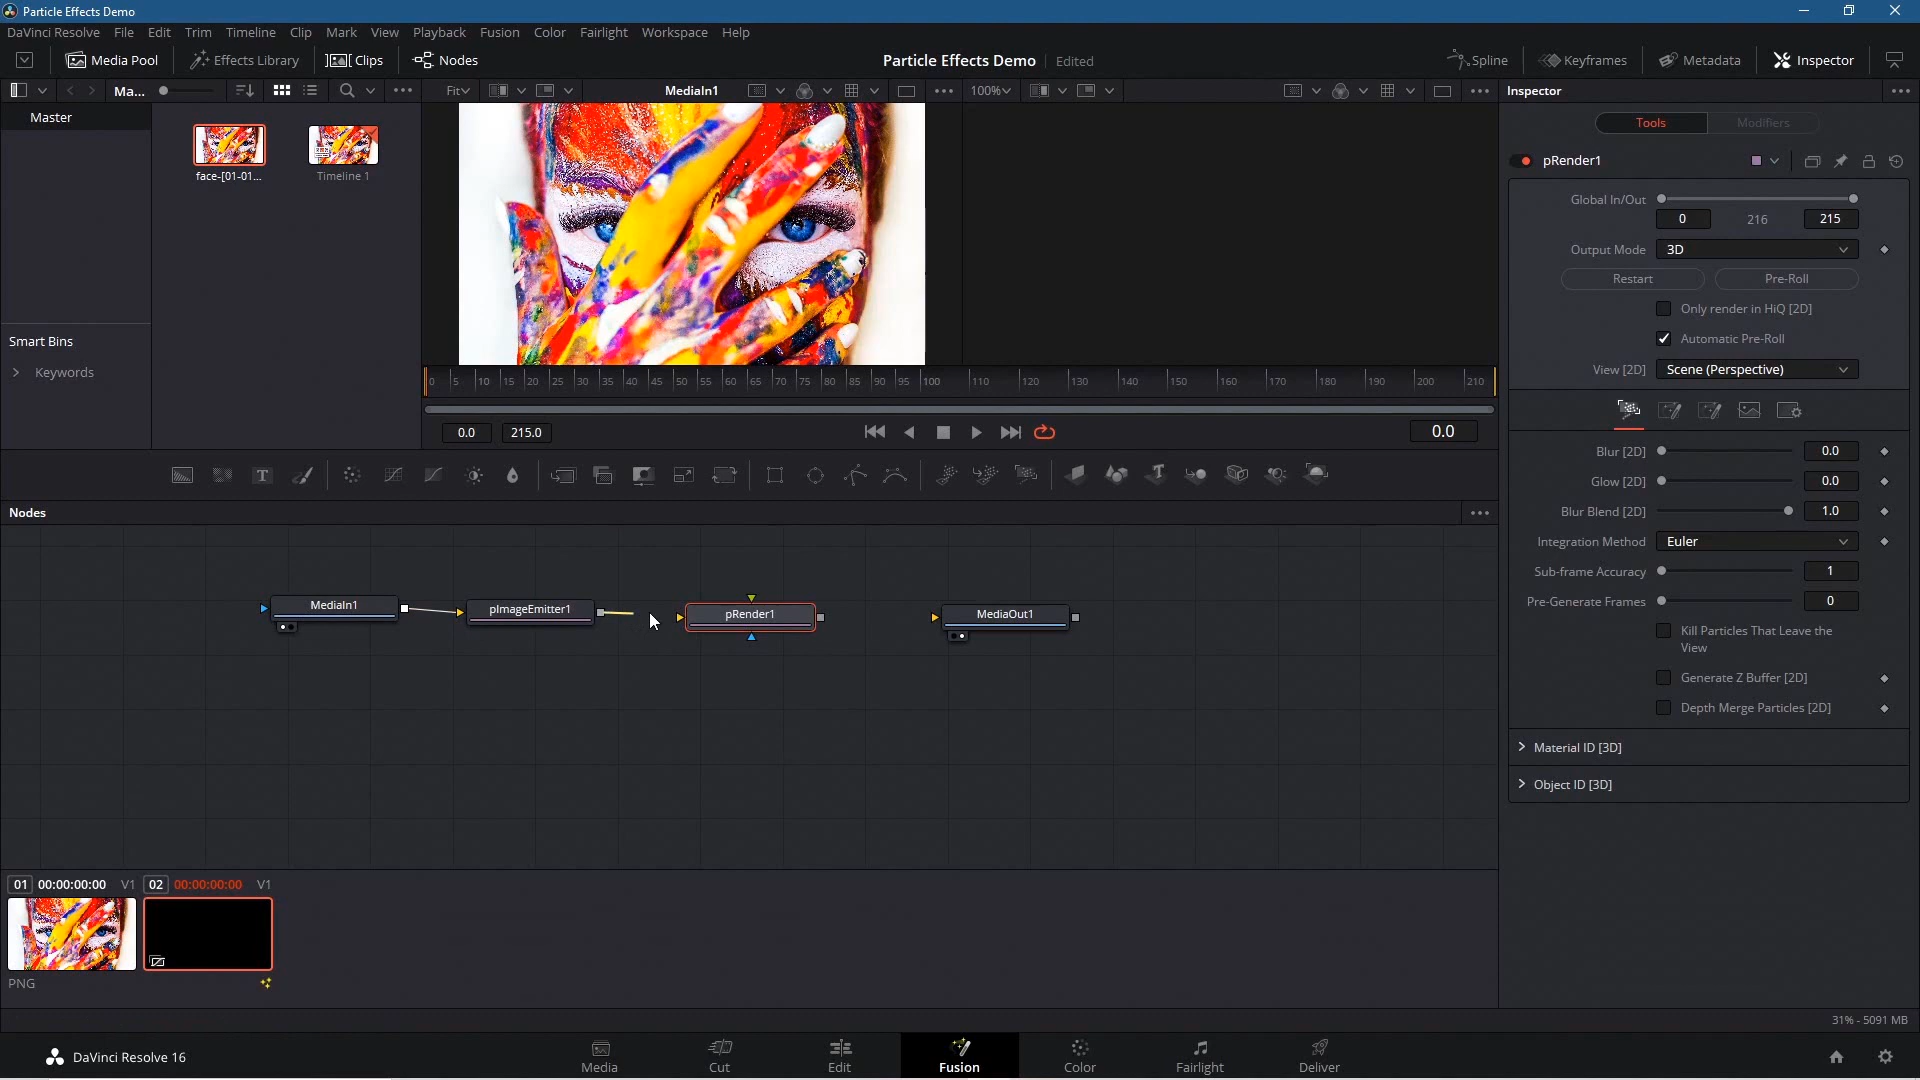 Particle Effects Demo
DaVinci Resolve File Edit Trim Timeline Clip Mark View Playback Fusion Color Fairlight Workspace Help
Media Pool Effects Library Clips Nodes Particle Effects Demo Edited Spline Keyframes Metadata Inspector
Ma... Fit MediaIn1 100% Inspector
Master
face-[01-01... Timeline 1
Smart Bins
Keywords
0 5 10 15 20 25 30 35 40 45 50 55 60 65 70 75 80 85 90 95 100 110 120 130 140 150 160 170 180 190 200 210
0.0 215.0 0.0
Tools Modifiers
pRender1
Global In/Out
0 216 215
Output Mode 3D
Restart Pre-Roll
Only render in HiQ [2D]
Automatic Pre-Roll
View [2D] Scene (Perspective)
Blur [2D] 0.0
Glow [2D] 0.0
Blur Blend [2D] 1.0
Integration Method Euler
Sub-frame Accuracy 1
Pre-Generate Frames 0
Kill Particles That Leave the
View
Generate Z Buffer [2D]
Depth Merge Particles [2D]
Material ID [3D]
Object ID [3D]
Nodes
MediaIn1 pImageEmitter1 pRender1 MediaOut1
01 00:00:00:00 V1 02 00:00:00:00 V1
PNG
31% - 5091 MB
DaVinci Resolve 16
Media Cut Edit Fusion Color Fairlight Deliver